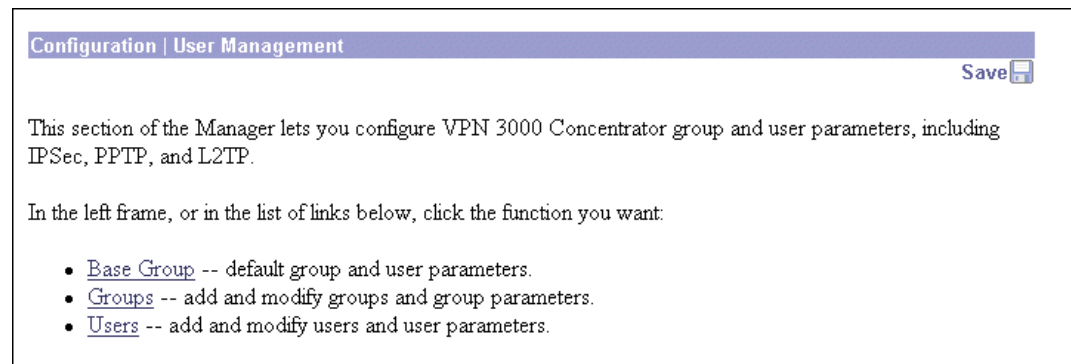 Configuration | User Management
Save
This section of the Manager lets you configure VPN 3000 Concentrator group and user parameters, including
IPSec, PPTP, and L2TP.
In the left frame, or in the list of links below, click the function you want:
• Base Group -- default group and user parameters.
• Groups -- add and modify groups and group parameters.
• Users -- add and modify users and user parameters.